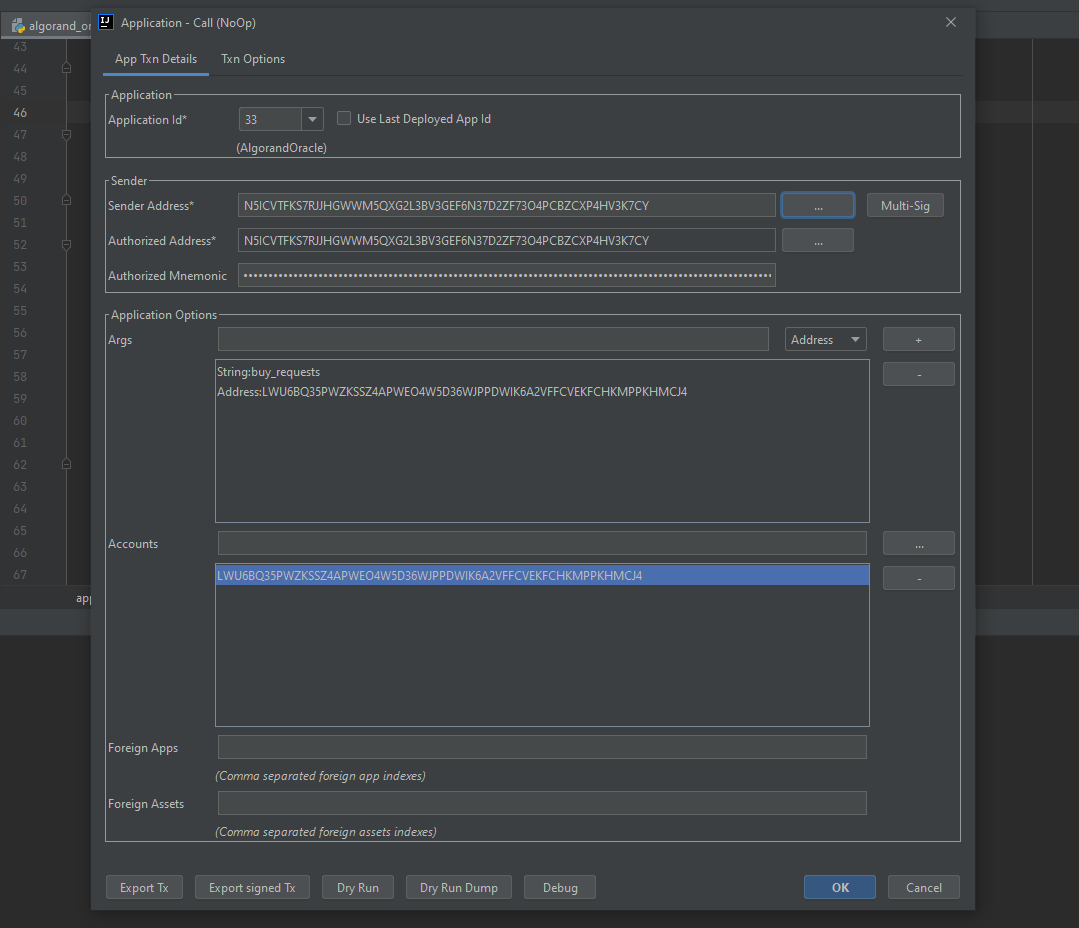 algorand_or
Application - Call (NoOp)
App Txn Details
Txn Options
43
44
45
46
47
48
49
50
51
52
53
54
55
56
57
58
59
60
61
62
63
64
65
66
67
app
Application
Application Id*
33
Use Last Deployed App Id
(AlgorandOracle)
Sender
Sender Address*
N5ICVTFKS7RJJHGWWM5QXG2L3BV3GEF6N37D2ZF73O4PCBZCXP4HV3K7CY
...
Multi-Sig
Authorized Address*
N5ICVTFKS7RJJHGWWM5QXG2L3BV3GEF6N37D2ZF73O4PCBZCXP4HV3K7CY
...
Authorized Mnemonic
Application Options
Args
Address
+
-
String:buy_requests
Address:LWU6BQ35PWZKSSZ4APWEO4W5D36WJPPDWIK6A2VFFCVEKFCHKMPPKHMCJ4
Accounts
...
LWU6BQ35PWZKSSZ4APWEO4W5D36WJPPDWIK6A2VFFCVEKFCHKMPPKHMCJ4
-
Foreign Apps
(Comma separated foreign app indexes)
Foreign Assets
(Comma separated foreign assets indexes)
Export Tx
Export signed Tx
Dry Run
Dry Run Dump
Debug
OK
Cancel